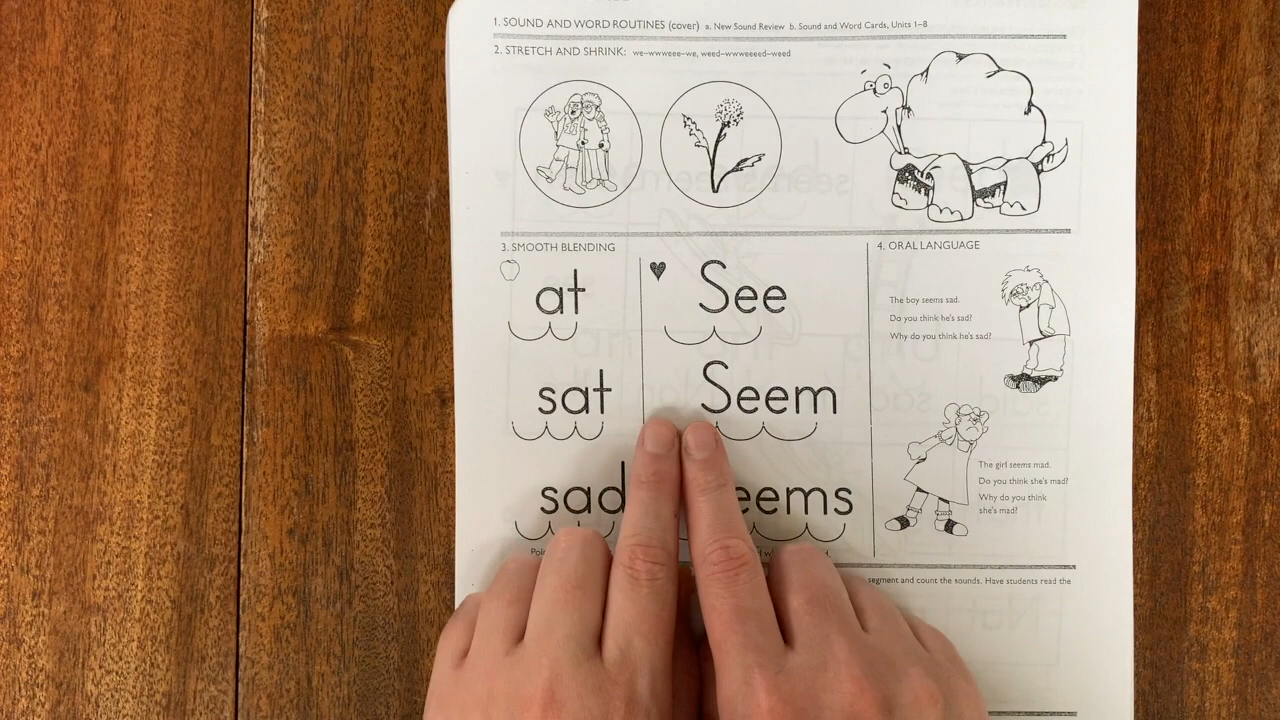 1. SOUND AND WORD ROUTINES (cover) a. New Sound Review b. Sound and Word Cards, Units 1–8
2. STRETCH AND SHRINK: we–wwweee–we, weed–wwweeeed–weed
3. SMOOTH BLENDING
at
sat
sad
See
Seem
eems
4. ORAL LANGUAGE
The boy seems sad.
Do you think he's sad?
Why do you think he's sad?
The girl seems mad.
Do you think she's mad?
Why do you think
she's mad?
segment and count the sounds. Have students read the